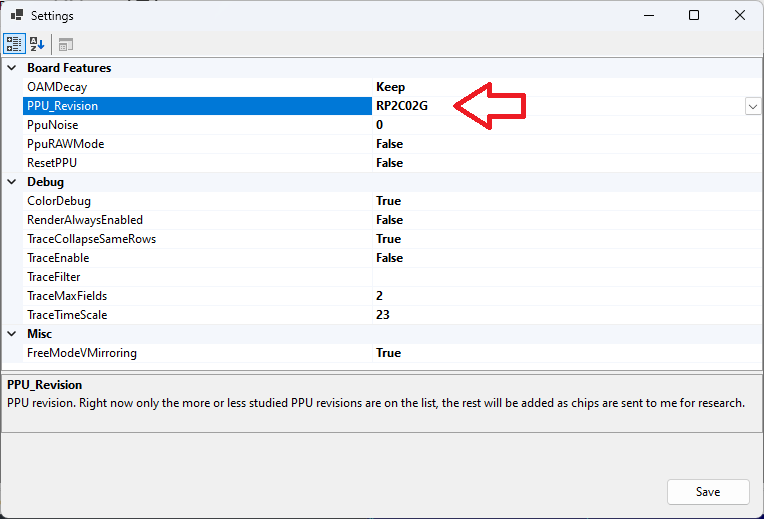 Settings
Board Features
OAMDecay Keep
PPU_Revision RP2C02G
PpuNoise 0
PpuRAWMode False
ResetPPU False
Debug
ColorDebug True
RenderAlwaysEnabled False
TraceCollapseSameRows True
TraceEnable False
TraceFilter
TraceMaxFields 2
TraceTimeScale 23
Misc
FreeModeVMirroring True
PPU_Revision
PPU revision. Right now only the more or less studied PPU revisions are on the list, the rest will be added as chips are sent to me for research.
Save